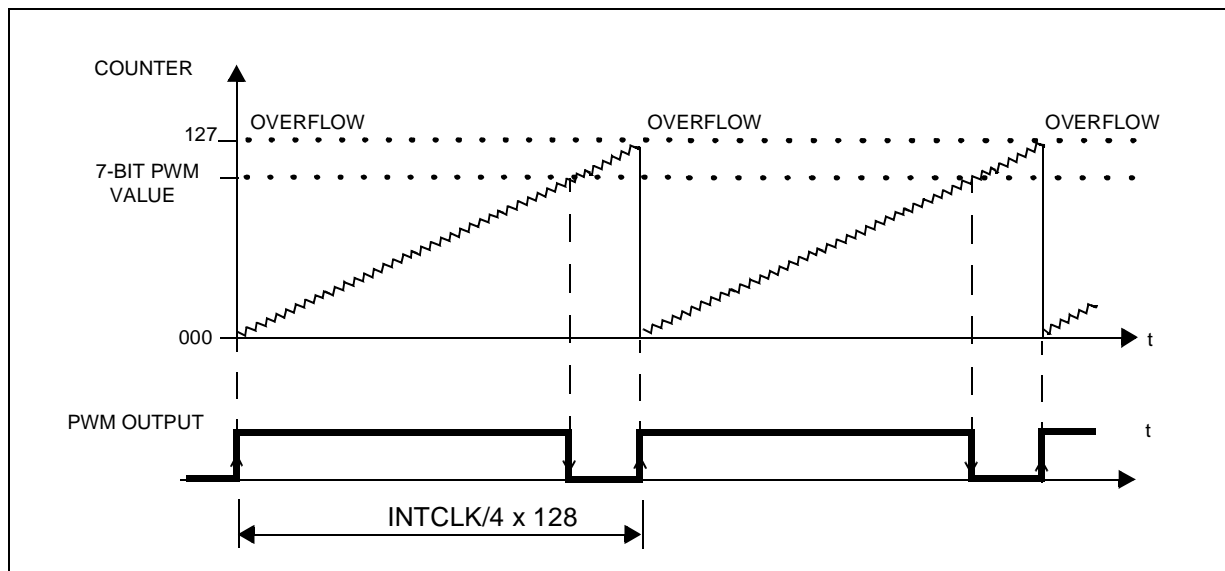 COUNTER
OVERFLOW
OVERFLOW
OVERFLOW
127
7-BIT PWM
VALUE
000
t
PWM OUTPUT
t
INTCLK/4 x 128